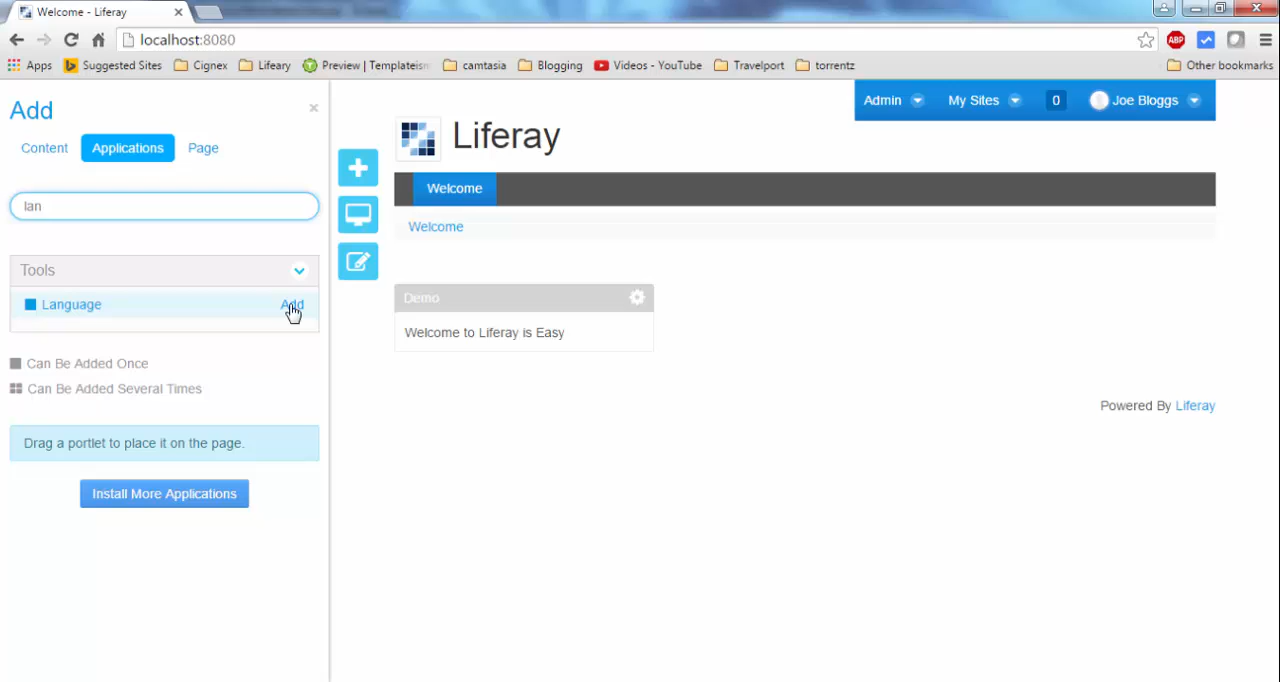 Welcome - Liferay
localhost:8080
ABP
Apps Suggested Sites Cignex Lifeary Preview | Templateism camtasia Blogging Videos - YouTube Travelport torrentz Other bookmarks
Add
Admin My Sites 0 Joe Bloggs
Liferay
Content Applications Page
Welcome
lan
Welcome
Tools
Language Add
Demo
Welcome to Liferay is Easy
Can Be Added Once
Can Be Added Several Times
Powered By Liferay
Drag a portlet to place it on the page.
Install More Applications